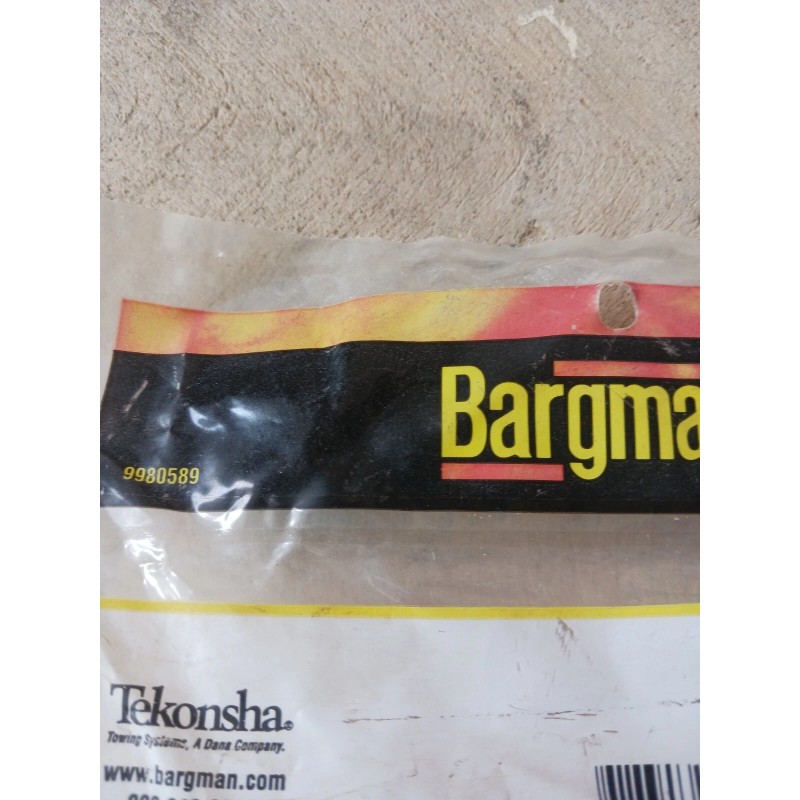 Bargma
9980589
Tekonsha®
Towing Systems, A Dana Company.
www.bargman.com